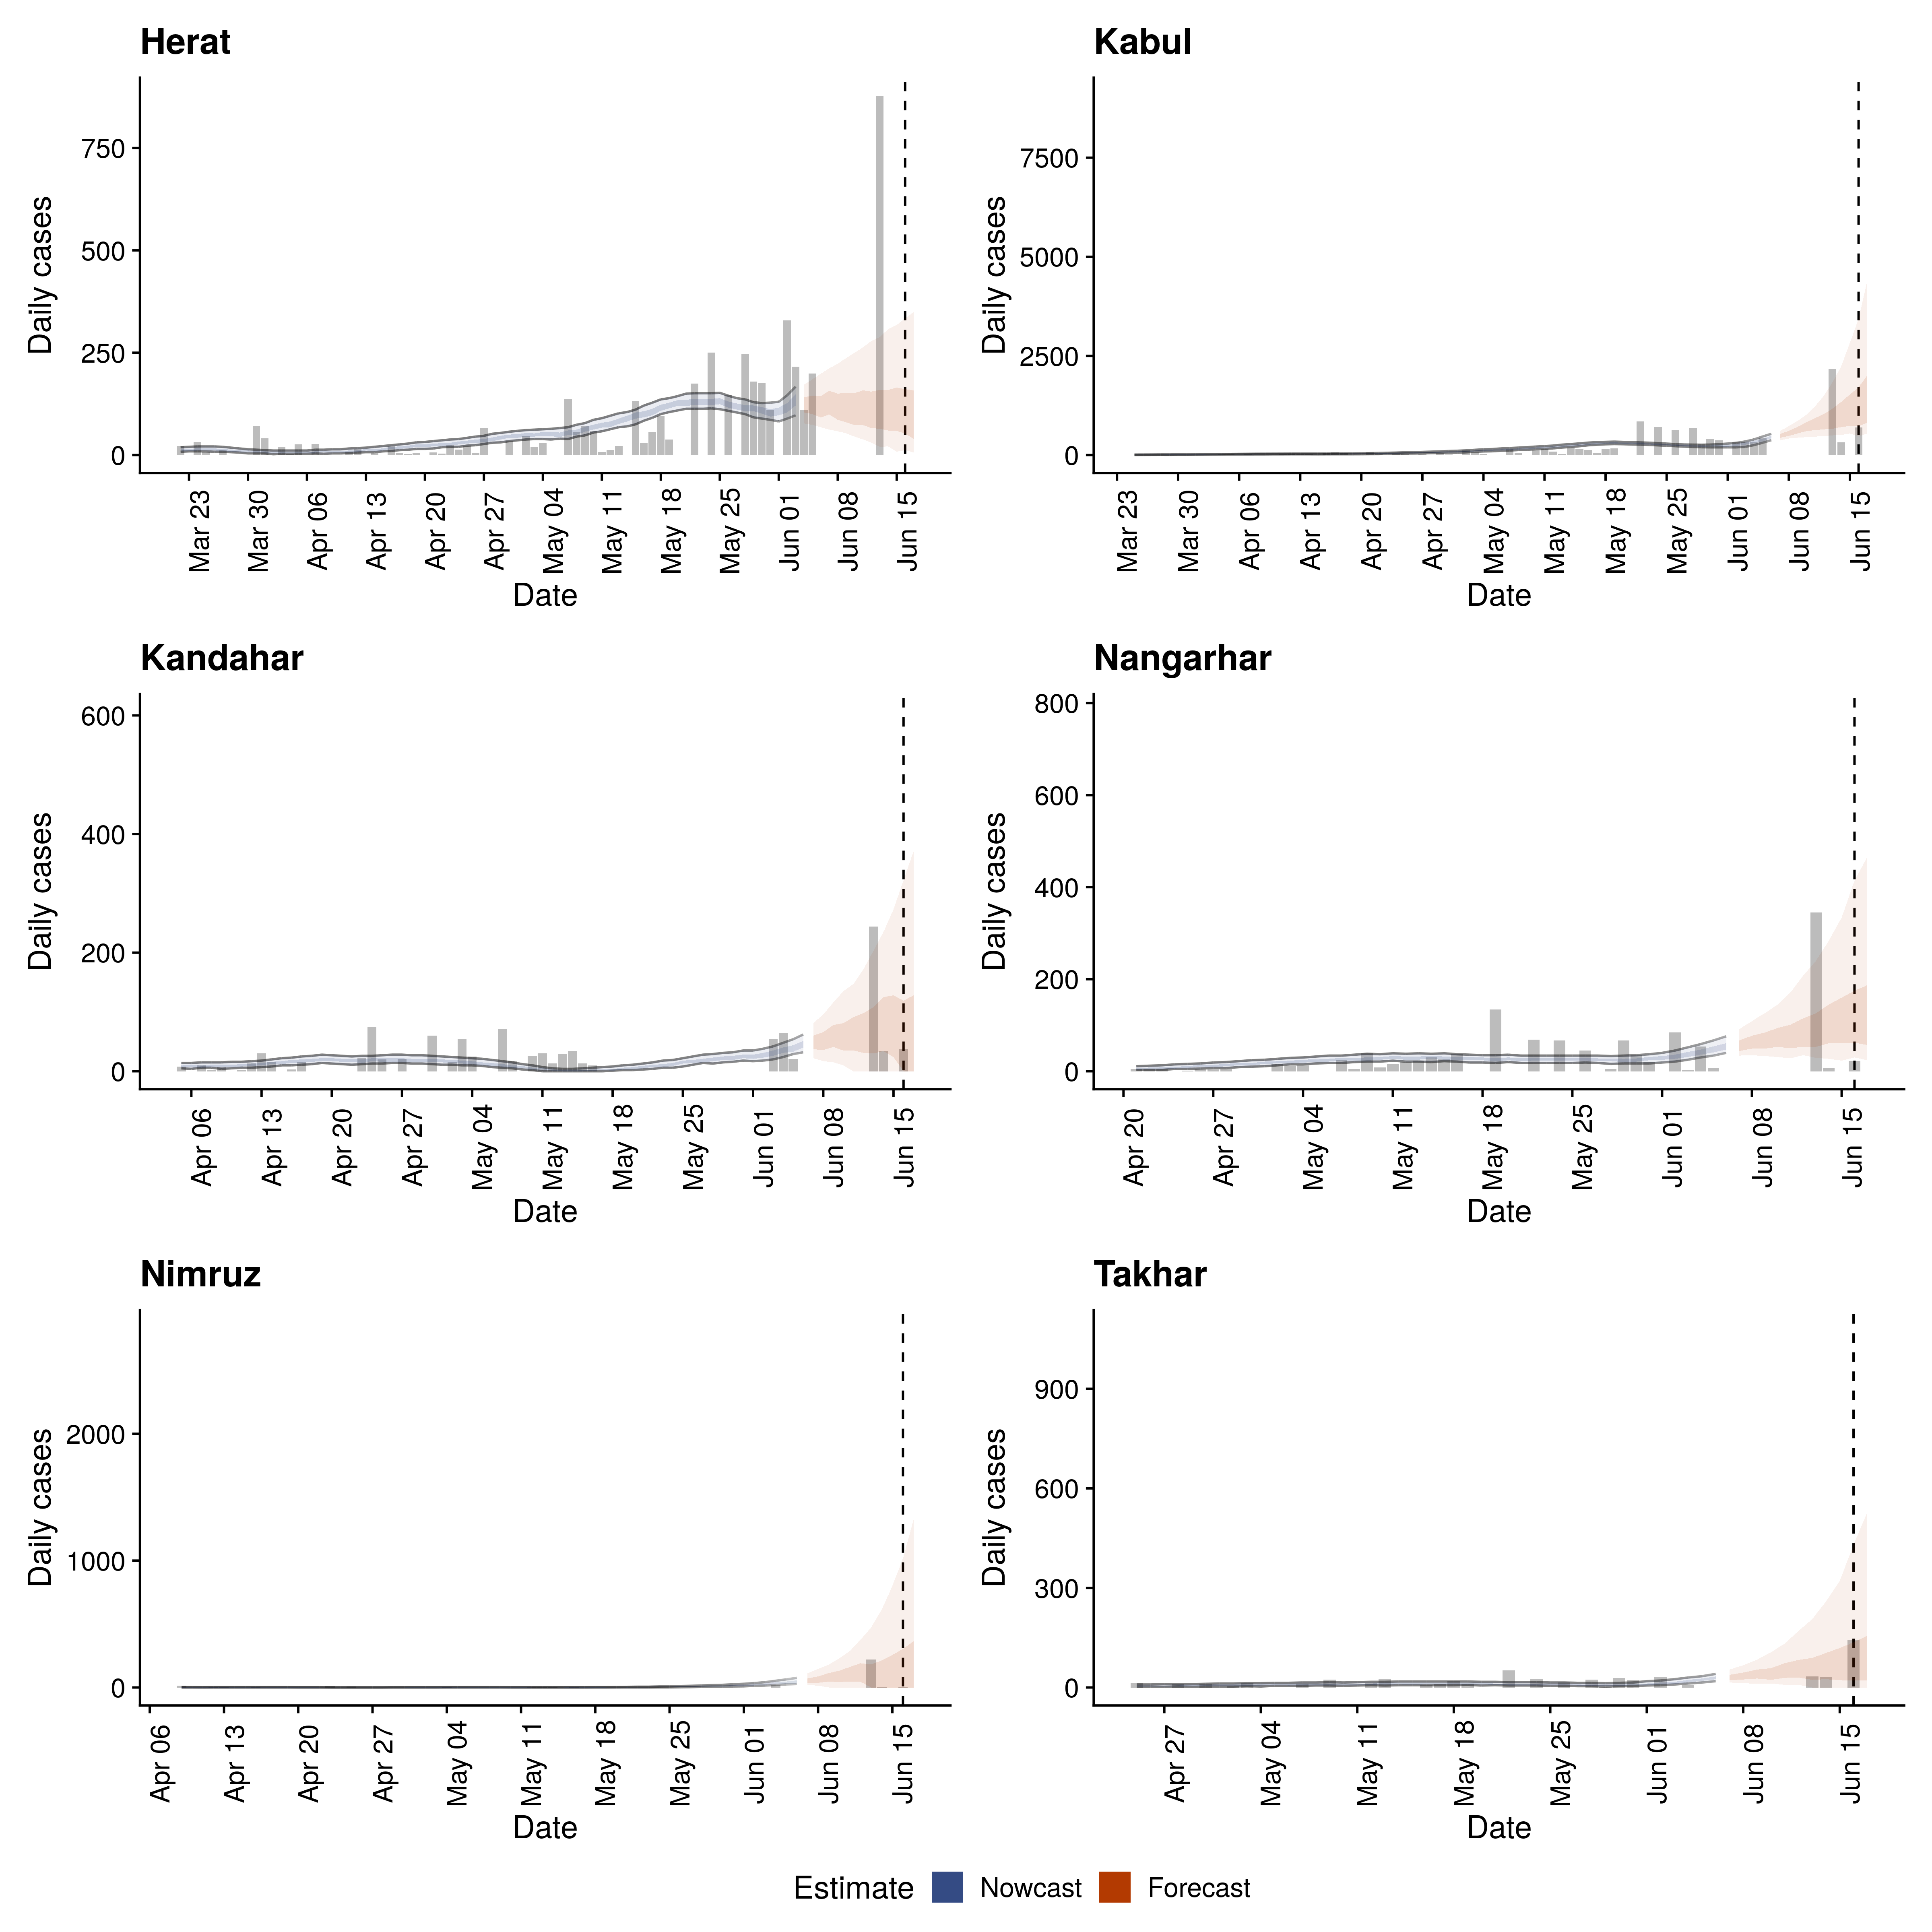 Herat
Daily cases
750
500
250
0
Mar 23
Mar 30
Apr 06
Apr 13
Apr 20
Apr 27
May 04
May 11
May 18
May 25
Jun 01
Jun 08
Jun 15
Date
Kabul
Daily cases
7500
5000
2500
0
Mar 23
Mar 30
Apr 06
Apr 13
Apr 20
Apr 27
May 04
May 11
May 18
May 25
Jun 01
Jun 08
Jun 15
Date
Kandahar
Daily cases
600
400
200
0
Apr 06
Apr 13
Apr 20
Apr 27
May 04
May 11
May 18
May 25
Jun 01
Jun 08
Jun 15
Date
Nangarhar
Daily cases
800
600
400
200
0
Apr 20
Apr 27
May 04
May 11
May 18
May 25
Jun 01
Jun 08
Jun 15
Date
Nimruz
Daily cases
2000
1000
0
Apr 06
Apr 13
Apr 20
Apr 27
May 04
May 11
May 18
May 25
Jun 01
Jun 08
Jun 15
Date
Takhar
Daily cases
900
600
300
0
Apr 27
May 04
May 11
May 18
May 25
Jun 01
Jun 08
Jun 15
Date
Estimate Nowcast Forecast